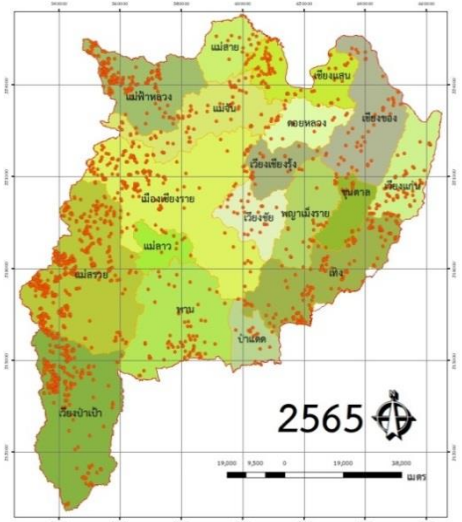 แม่สาย
เชียงแสน
แม่ฟ้าหลวง
แม่จัน
เชียงของ
ดอยหลวง
เวียงเชียงรุ้ง
เวียงแก่น
ขุนตาล
เมืองเชียงราย
พญาเม็งราย
เวียงชัย
แม่ลาว
แม่สรวย
เทิง
พาน
ป่าแดด
เวียงป่าเป้า
2565
19,000 9,500 0 19,000 38,000
เมตร